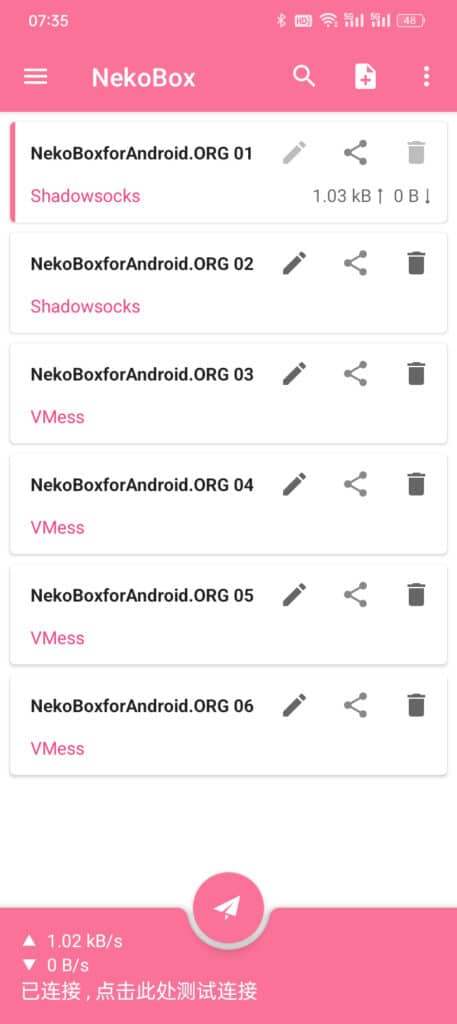 07:35
HD 5G 5G 48
NekoBox
NekoBoxforAndroid.ORG 01
Shadowsocks
1.03 kB↑ 0 B↓
NekoBoxforAndroid.ORG 02
Shadowsocks
NekoBoxforAndroid.ORG 03
VMess
NekoBoxforAndroid.ORG 04
VMess
NekoBoxforAndroid.ORG 05
VMess
NekoBoxforAndroid.ORG 06
VMess
▲ 1.02 kB/s
▼ 0 B/s
已连接 , 点击此处测试连接